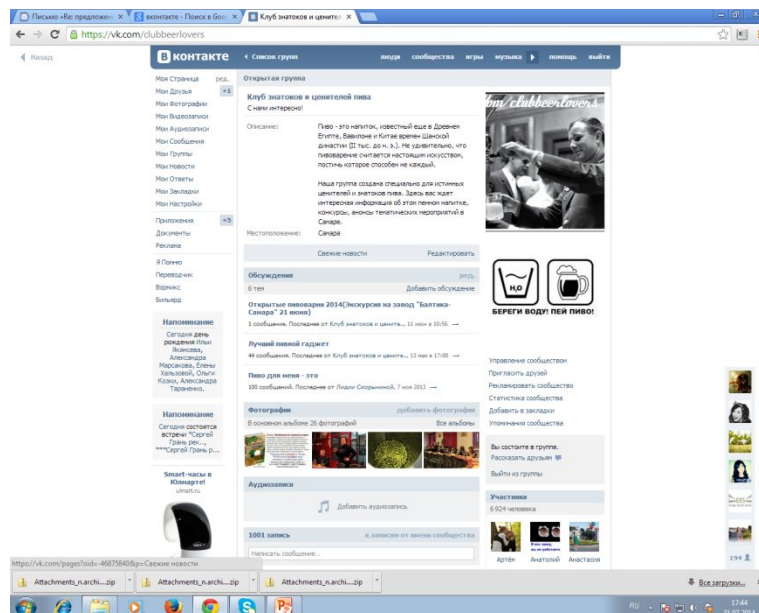 Письмо «Re: предложен
вконтакте - Поиск в Goo
Клуб знатоков и ценител
https://vk.com/clubbeerlovers
Назад
В контакте
Список групп
люди сообщества игры музыка помощь выйти
Моя Страница ред.
Мои Друзья +1
Мои Фотографии
Мои Видеозаписи
Мои Аудиозаписи
Мои Сообщения
Мои Группы
Мои Новости
Мои Ответы
Мои Закладки
Мои Настройки
Приложения +5
Документы
Реклама
Я Помню
Переводчик
Вормикс
Бильярд
Напоминание
Сегодня день
рождения Ильи
Александра
Марсакова, Елены
Хальзовой, Ольги
Козки, Александра
Тараненко.
Напоминание
Сегодня состоятся
встречи "Сергей
Грань рек...,
***Сергей Грань р...
Smart-часы в
Юлмарте!
ulmart.ru
Открытая группа
Клуб знатоков и ценителей пива
С нами интересно!
Описание:
Пиво - это напиток, известный еще в Древнем
Египте, Вавилоне и Китае времен Шанской
династии (II тыс. до н. э.). Не удивительно, что
пивоварение считается настоящим искусством,
постичь которое способен не каждый.
Наша группа создана специально для истинных
ценителей и знатоков пива. Здесь вас ждет
интересная информация об этом пенном напитке,
конкурсы, анонсы тематических мероприятий в
Самаре.
Местоположение: Самара
Свежие новости Редактировать
Обсуждения ред.
6 тем Добавить обсуждение
Открытые пивоварни 2014(Экскурсия на завод "Балтика-
Самара" 21 июня)
1 сообщение. Последнее от Клуб знатоков и цените..., 11 июн в 10:56 →
Лучший пивной гаджет
44 сообщения. Последнее от Клуб знатоков и цените..., 13 мая в 17:00 →
Пиво для меня - это
100 сообщений. Последнее от Лидии Скорыниной, 7 ноя 2013 →
Фотографии добавить фотографии
В основном альбоме 26 фотографий Все альбомы
Аудиозаписи
Добавить аудиозапись
1001 запись к записям от имени сообщества
Написать сообщение...
om/clubbeerlovers
H₂O
БЕРЕГИ ВОДУ! ПЕЙ ПИВО!
Управление сообществом
Пригласить друзей
Рекламировать сообщество
Статистика сообщества
Добавить в закладки
Упоминания сообщества
Вы состоите в группе.
Рассказать друзьям
Выйти из группы
Участники
6 924 человека
Артём Анатолий Анастасия
194
https://vk.com/pages?oid=-46875840&p=Свежие новости
Attachments_n.archi....zip
Attachments_n.archi....zip
Attachments_n.archi....zip
Все загрузки...
RU
17:44